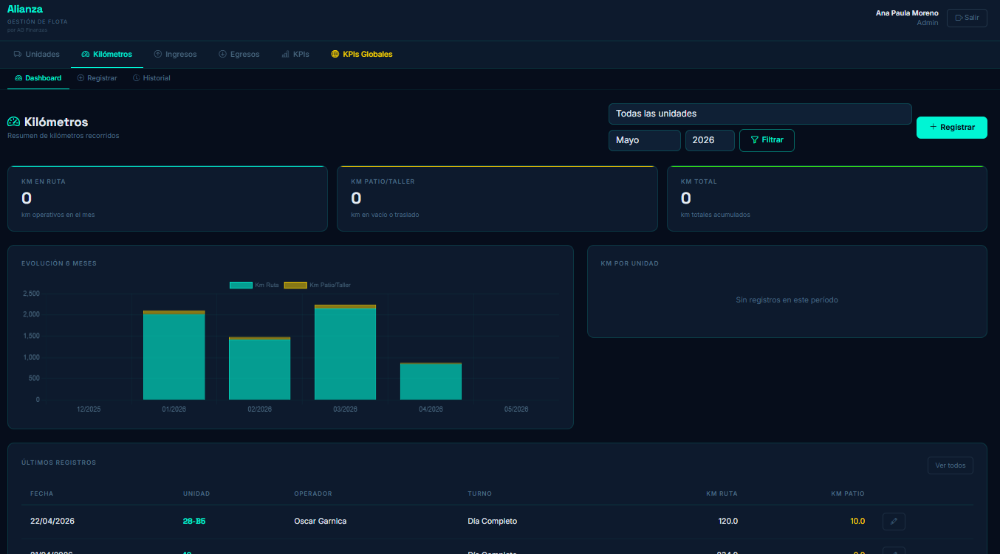 Alianza
GESTIÓN DE FLOTA
por AG Finanzas
Ana Paula Moreno
Admin
Salir
Unidades
Kilómetros
Ingresos
Egresos
KPIs
KPIs Globales
Dashboard
Registrar
Historial
Kilómetros
Resumen de kilómetros recorridos
Todas las unidades
Mayo
2026
Filtrar
+ Registrar
KM EN RUTA
0
km operativos en el mes
KM PATIO/TALLER
0
km en vacío o traslado
KM TOTAL
0
km totales acumulados
EVOLUCIÓN 6 MESES
Km Ruta
Km Patio/Taller
2,500
2,000
1,500
1,000
500
0
12/2025
01/2026
02/2026
03/2026
04/2026
05/2026
KM POR UNIDAD
Sin registros en este período
ÚLTIMOS REGISTROS
Ver todos
FECHA UNIDAD OPERADOR TURNO KM RUTA KM PATIO
22/04/2026 28-B5 Oscar Garnica Día Completo 120.0 10.0